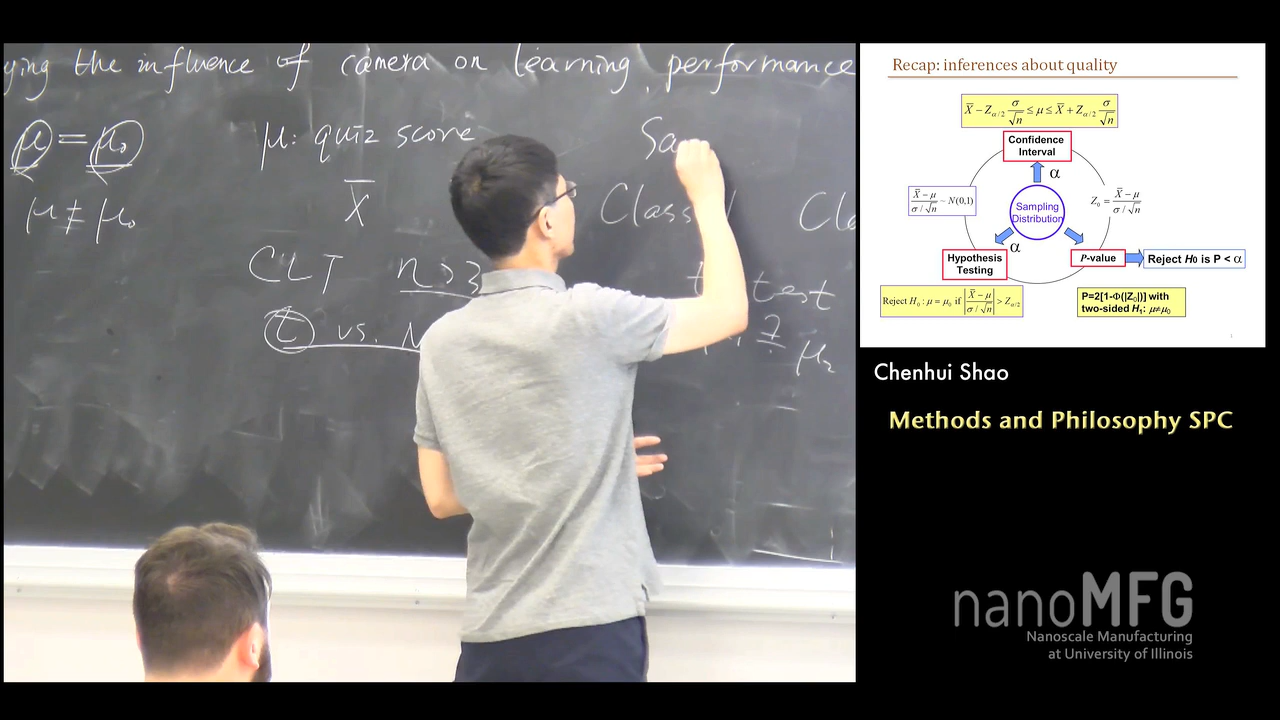 ying the influence of camera on learning performance
μ = μ₀ μ: quiz score Sa
μ ≠ μ₀ X̄ Class
CLT n test
t vs. N ?
μ₂
Recap: inferences about quality
X̄ − Z_{α/2} σ/√n ≤ μ ≤ X̄ + Z_{α/2} σ/√n
Confidence
Interval
α
X̄ − μ / σ/√n ~ N(0,1)
Sampling
Distribution
Z₀ = X̄ − μ / σ/√n
α
Hypothesis
Testing
P-value
Reject H0 is P < α
Reject H₀ : μ = μ₀ if |X̄ − μ / σ/√n| > Z_{α/2}
P=2[1-Φ(|Z₀|)] with
two-sided H₁: μ≠μ₀
Chenhui Shao
Methods and Philosophy SPC
nanoMFG
Nanoscale Manufacturing
at University of Illinois